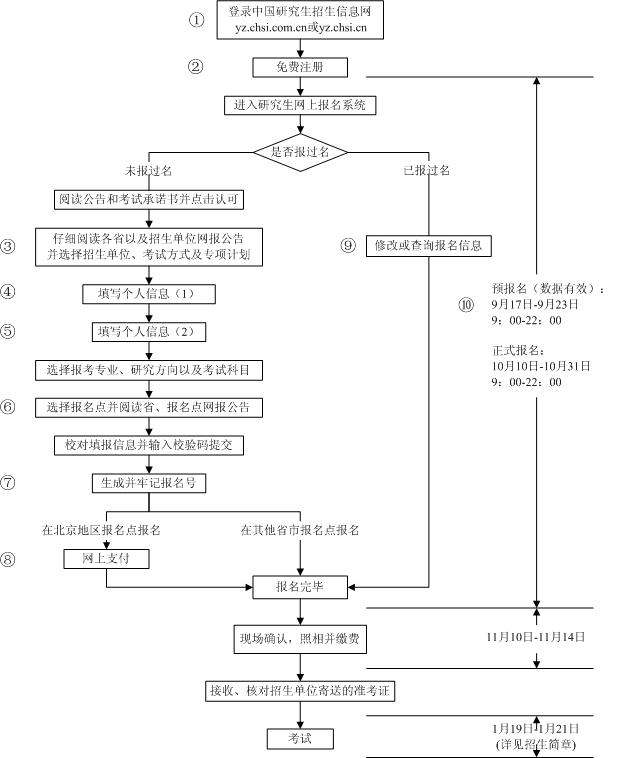 ①
登录中国研究生招生信息网
yz.chsi.com.cn或yz.chsi.cn
②
免费注册
进入研究生网上报名系统
是否报过名
未报过名
已报过名
阅读公告和考试承诺书并点击认可
③
仔细阅读各省以及招生单位网报公告
并选择招生单位、考试方式及专项计划
⑨
修改或查询报名信息
④
填写个人信息（1）
⑤
填写个人信息（2）
⑩
预报名（数据有效）：
9月17日-9月23日
9：00-22：00
正式报名：
10月10日-10月31日
9：00-22：00
选择报考专业、研究方向以及考试科目
⑥
选择报名点并阅读省、报名点网报公告
校对填报信息并输入校验码提交
⑦
生成并牢记报名号
在北京地区报名点报名
在其他省市报名点报名
⑧
网上支付
报名完毕
现场确认，照相并缴费
11月10日-11月14日
接收、核对招生单位寄送的准考证
考试
1月19日-1月21日
(详见招生简章)